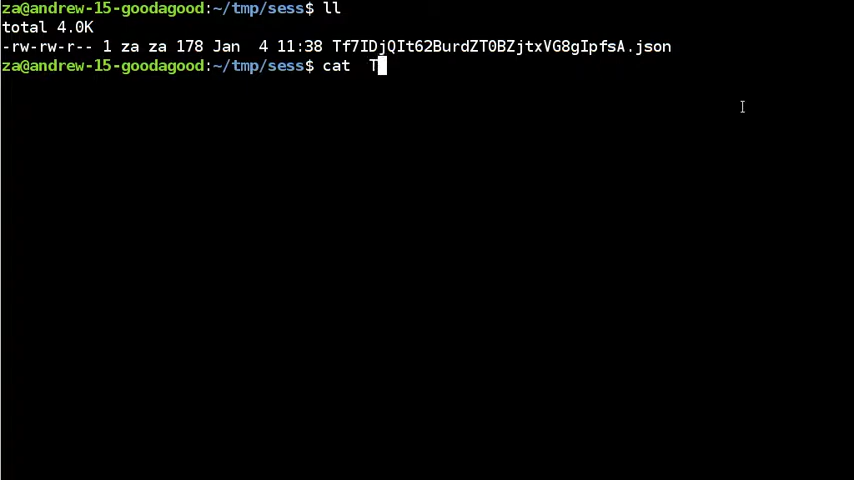 za@andrew-15-goodagood:~/tmp/sess$ ll
total 4.0K
-rw-rw-r-- 1 za za 178 Jan  4 11:38 Tf7IDjQIt62BurdZT0BZjtxVG8gIpfsA.json
za@andrew-15-goodagood:~/tmp/sess$ cat  T